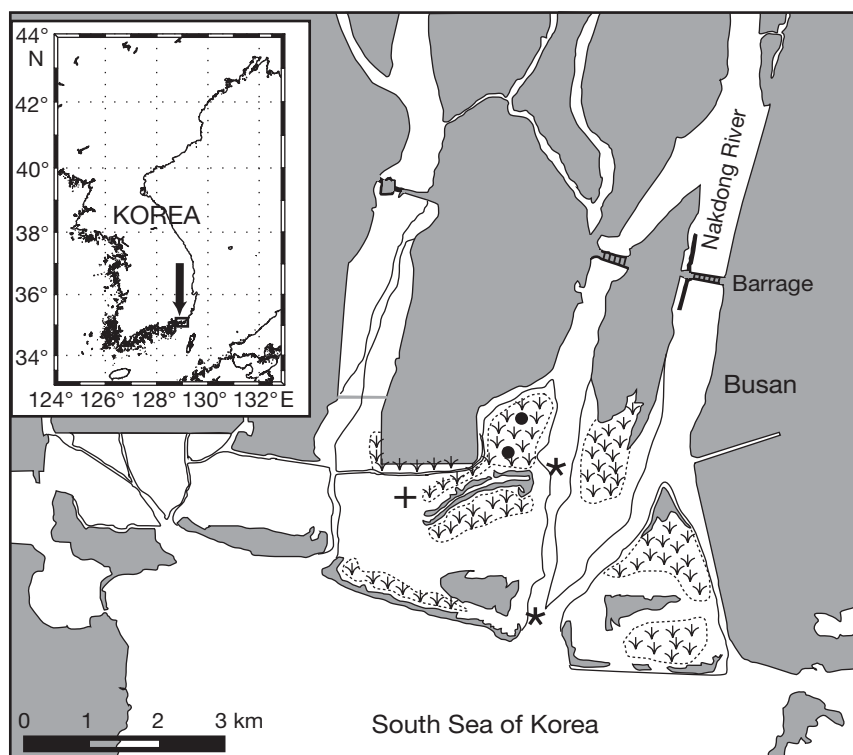 44°
N
42°
40°
KOREA
38°
36°
34°
124°
126°
128°
130°
132°E
Nakdong River
Barrage
Busan
0 1 2 3 km
South Sea of Korea